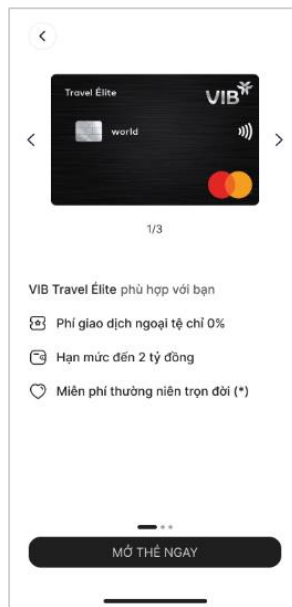 Travel Élite
VIB
world
1/3
VIB Travel Élite phù hợp với bạn
Phí giao dịch ngoại tệ chỉ 0%
Hạn mức đến 2 tỷ đồng
Miễn phí thường niên trọn đời (*)
MỞ THẺ NGAY